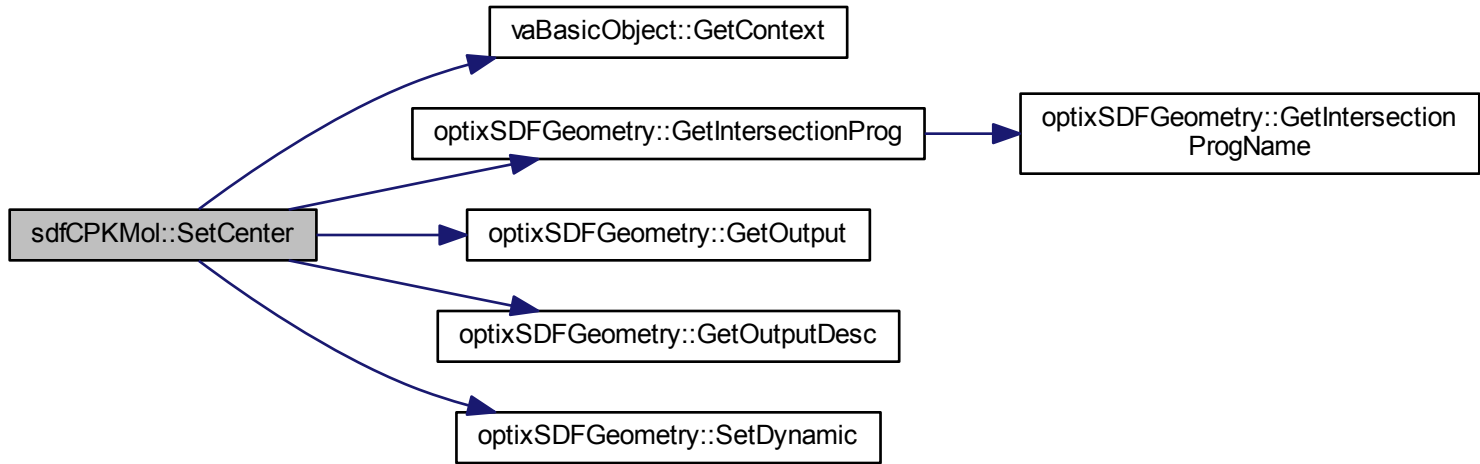 vaBasicObject::GetContext
optixSDFGeometry::GetIntersectionProg
optixSDFGeometry::GetIntersection
ProgName
sdfCPKMol::SetCenter
optixSDFGeometry::GetOutput
optixSDFGeometry::GetOutputDesc
optixSDFGeometry::SetDynamic